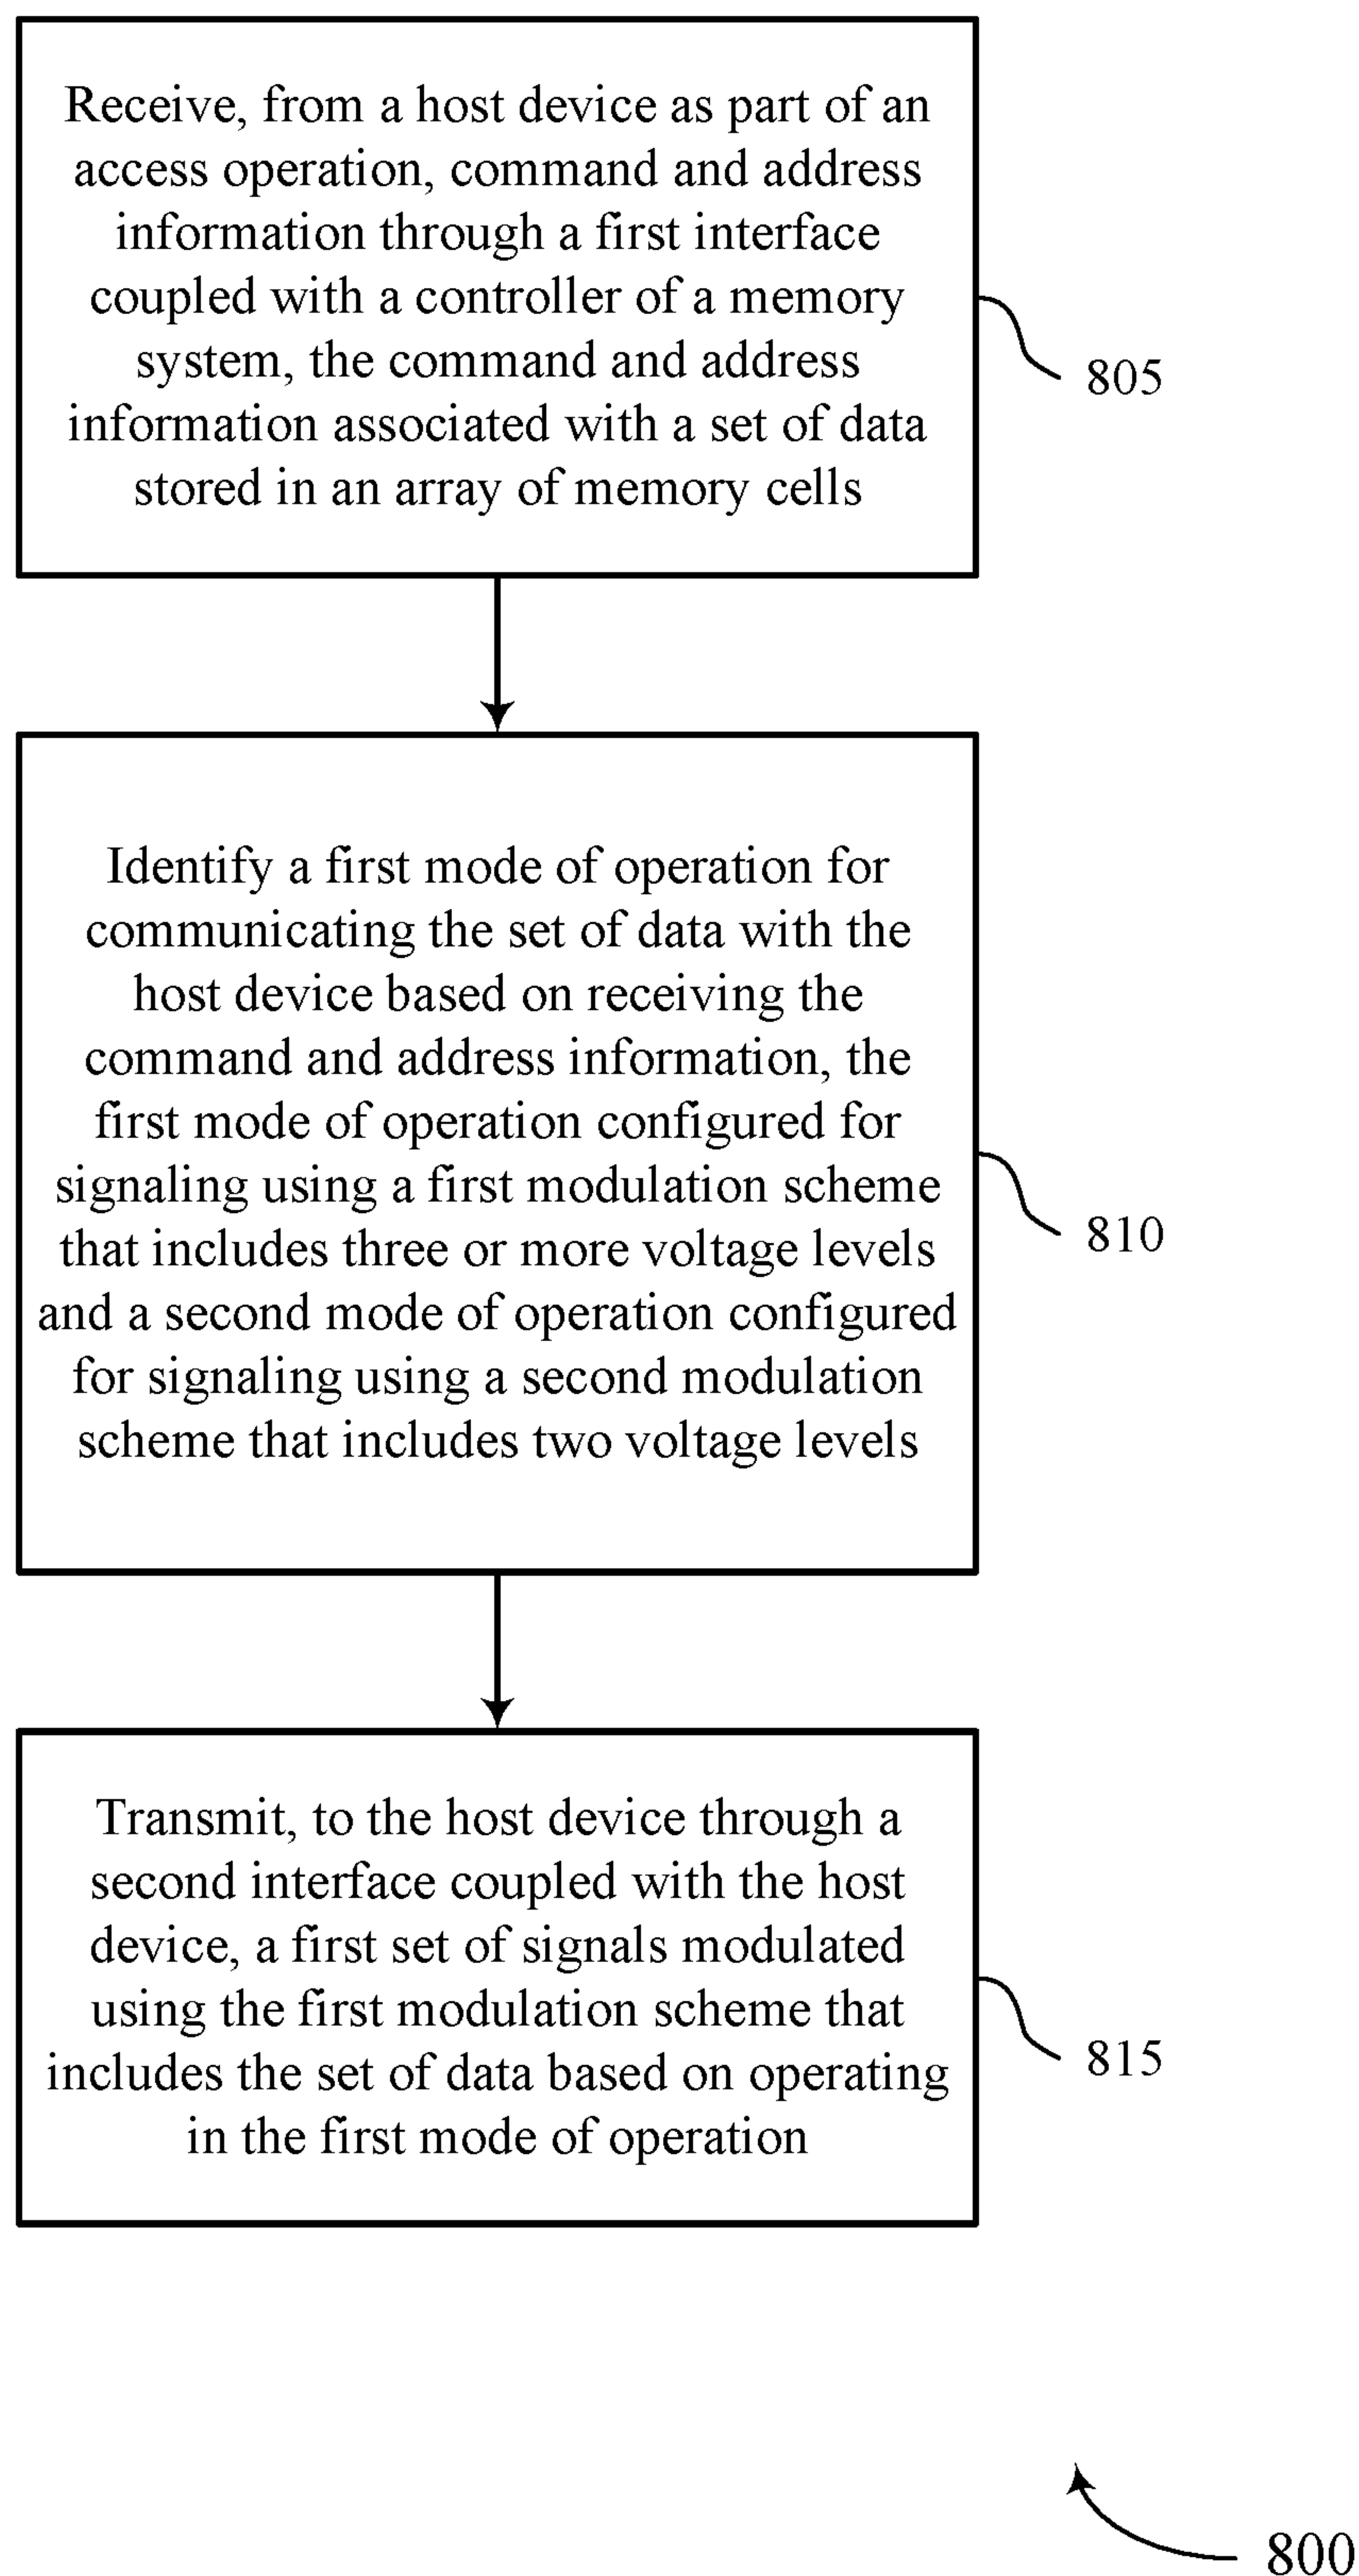 Receive, from a host device as part of an
access operation, command and address
information through a first interface
coupled with a controller of a memory
system, the command and address
information associated with a set of data
stored in an array of memory cells
805
Identify a first mode of operation for
communicating the set of data with the
host device based on receiving the
command and address information, the
first mode of operation configured for
signaling using a first modulation scheme
that includes three or more voltage levels
and a second mode of operation configured
for signaling using a second modulation
scheme that includes two voltage levels
810
Transmit, to the host device through a
second interface coupled with the host
device, a first set of signals modulated
using the first modulation scheme that
includes the set of data based on operating
in the first mode of operation
815
800